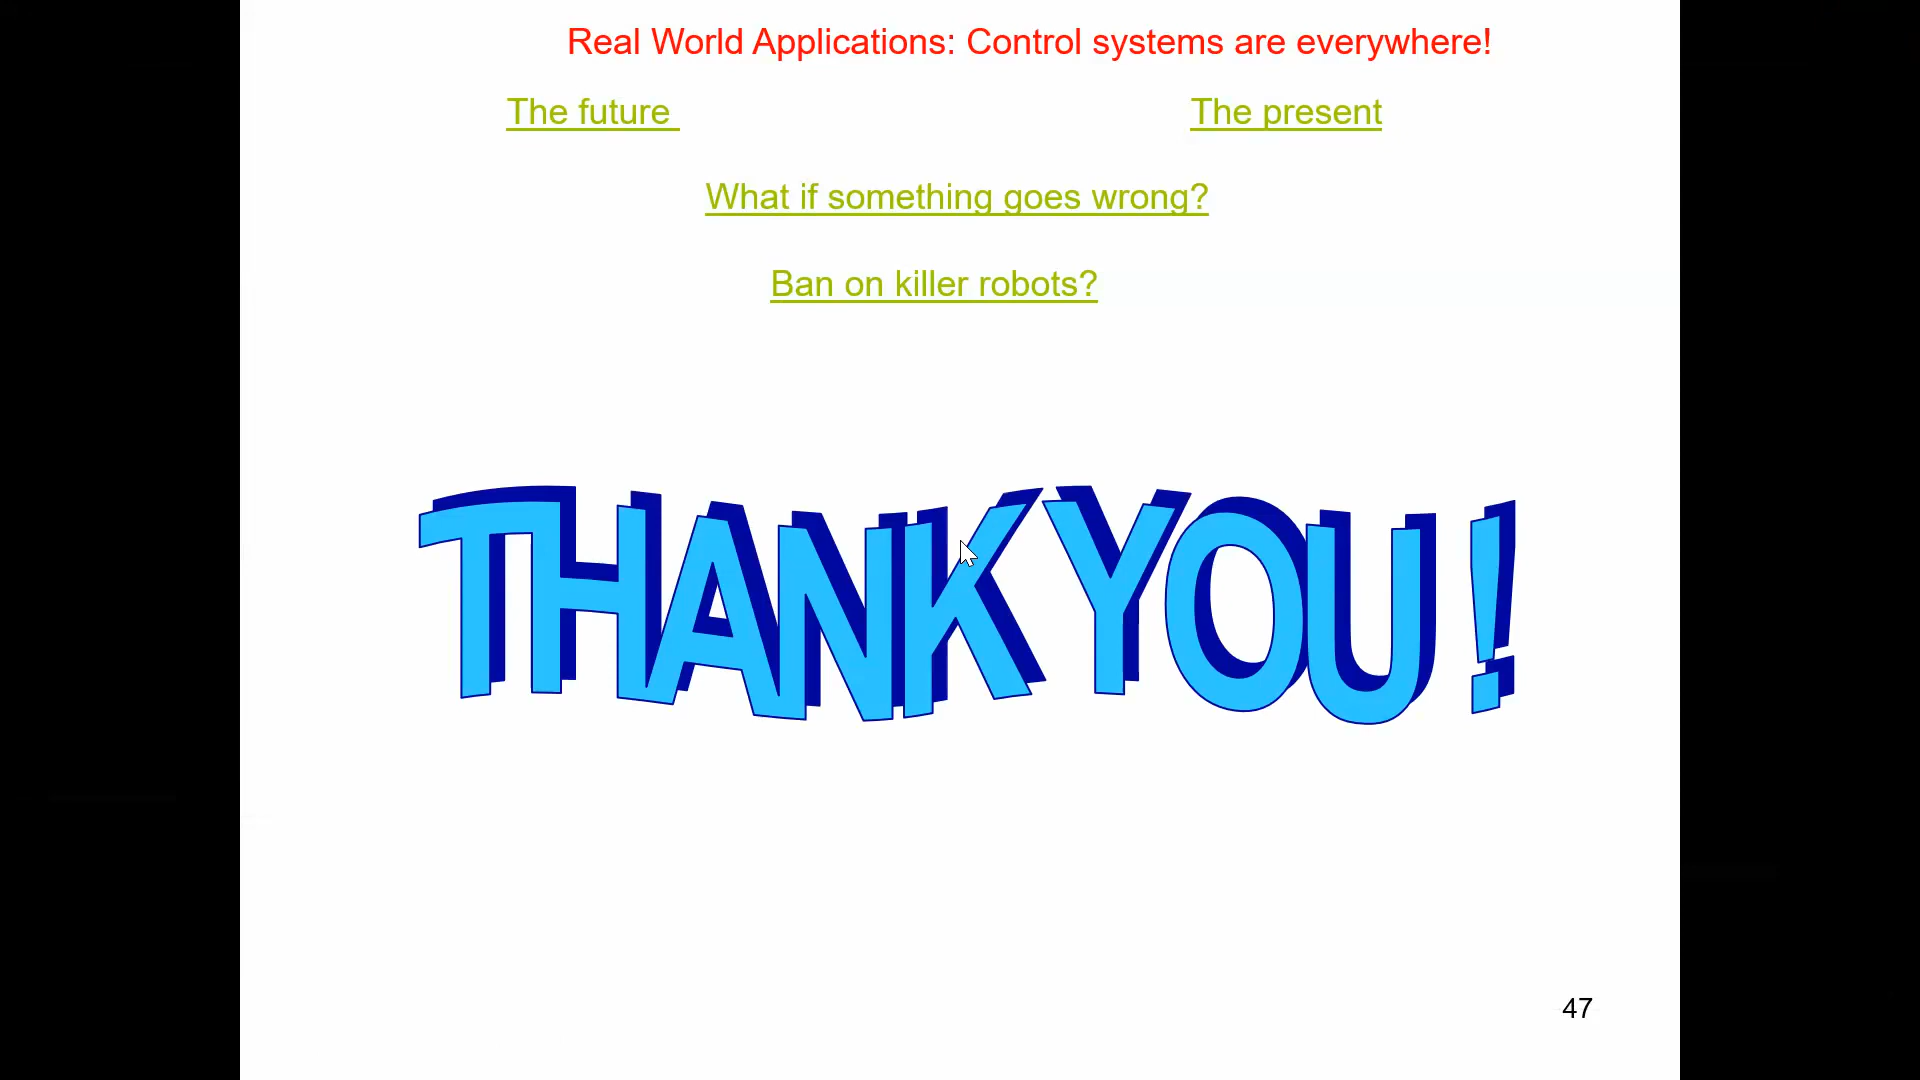 Real World Applications: Control systems are everywhere!
The future The present
What if something goes wrong?
Ban on killer robots?
THANK YOU !
47